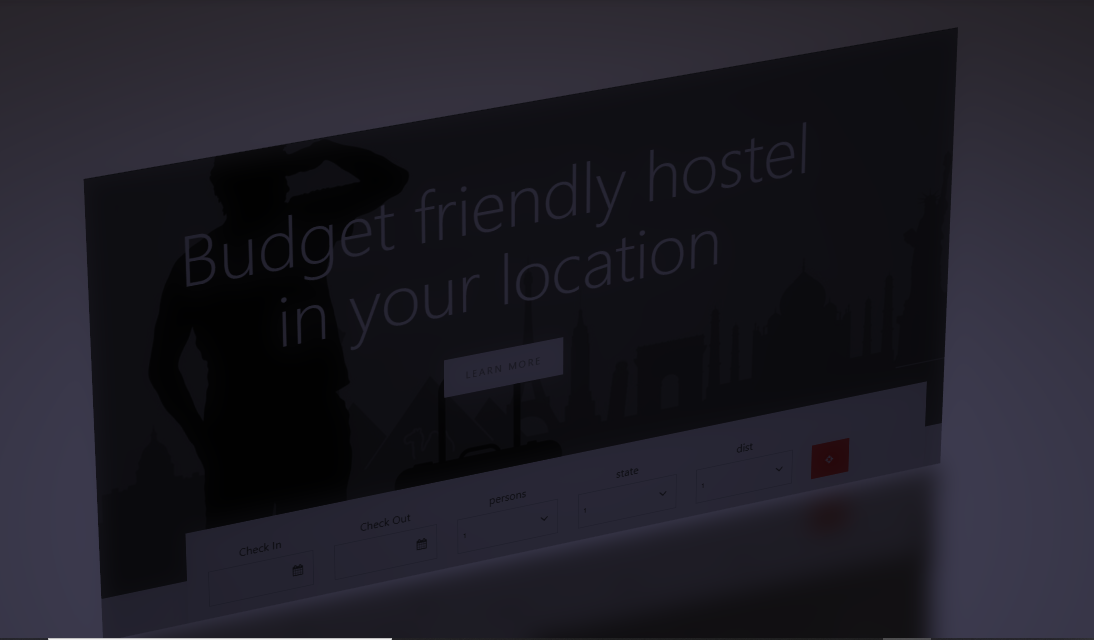 Budget friendly hostel
in your location
LEARN MORE
Check In
Check Out
persons
state
dist